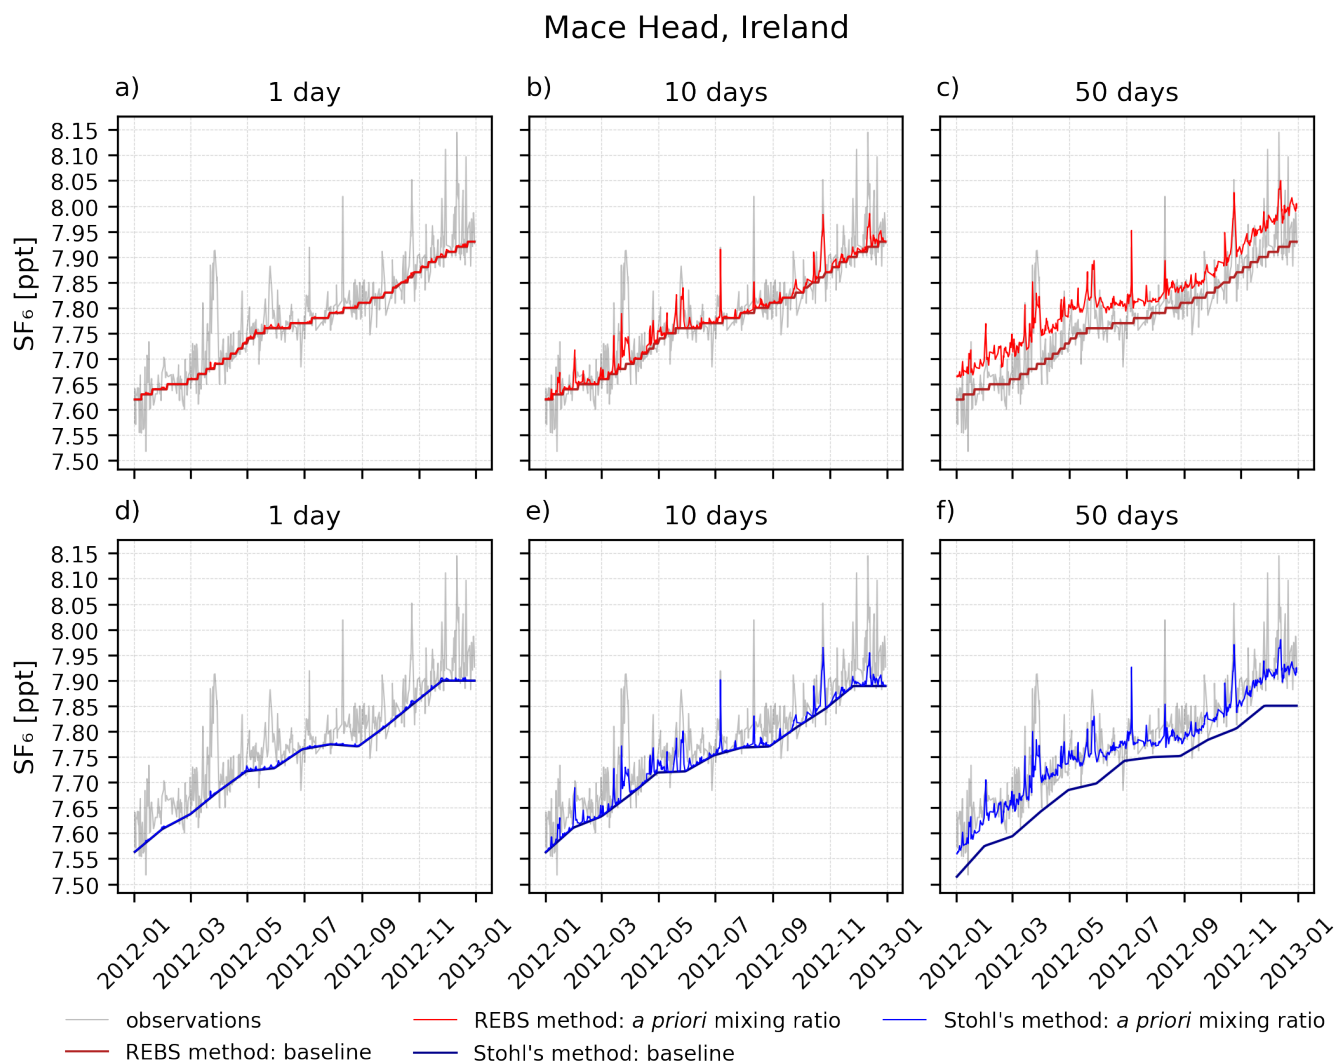 Mace Head, Ireland
a) 1 day
b) 10 days
c) 50 days
SF₆ [ppt]
8.15
8.10
8.05
8.00
7.95
7.90
7.85
7.80
7.75
7.70
7.65
7.60
7.55
7.50
d) 1 day
e) 10 days
f) 50 days
SF₆ [ppt]
8.15
8.10
8.05
8.00
7.95
7.90
7.85
7.80
7.75
7.70
7.65
7.60
7.55
7.50
2012-01 2012-03 2012-05 2012-07 2012-09 2012-11 2013-01
2012-01 2012-03 2012-05 2012-07 2012-09 2012-11 2013-01
2012-01 2012-03 2012-05 2012-07 2012-09 2012-11 2013-01
observations
REBS method: a priori mixing ratio
Stohl's method: a priori mixing ratio
REBS method: baseline
Stohl's method: baseline